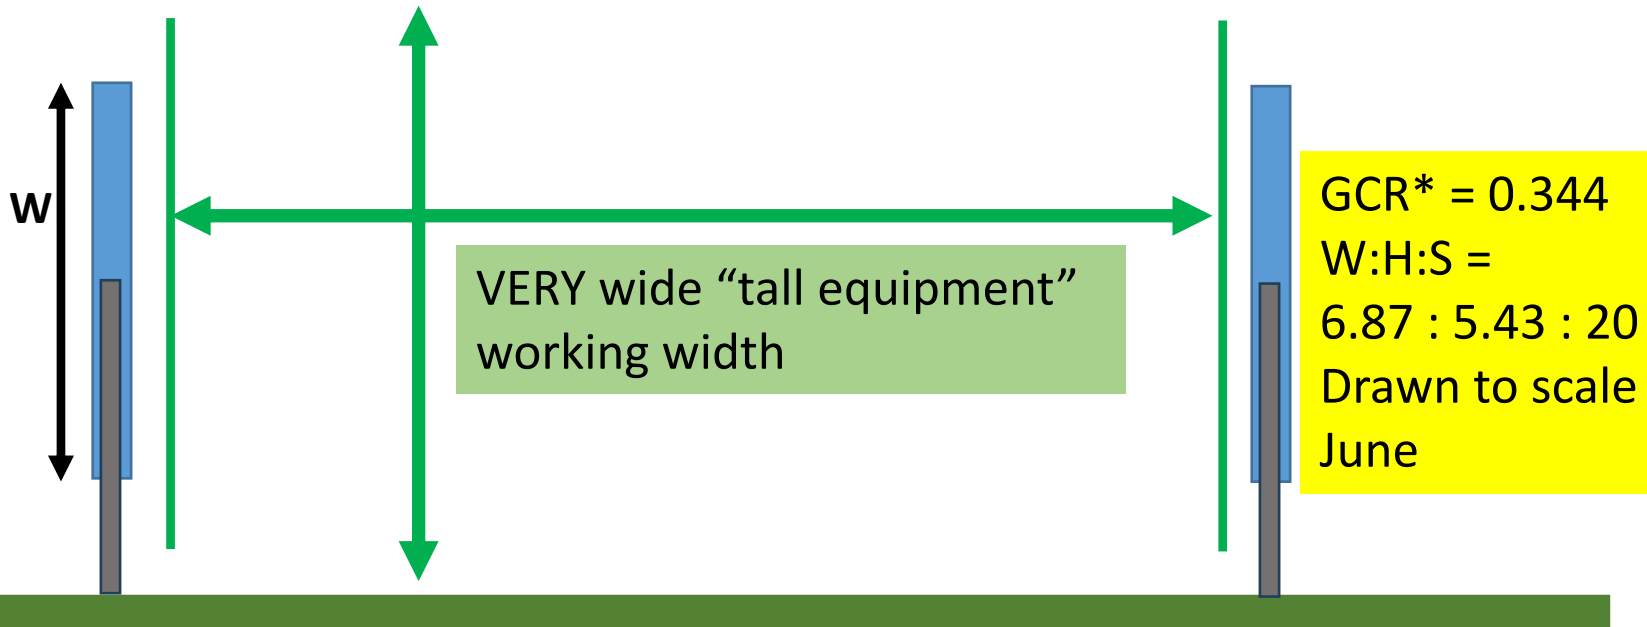 W
VERY wide “tall equipment”
working width
GCR* = 0.344
W:H:S =
6.87 : 5.43 : 20
Drawn to scale
June